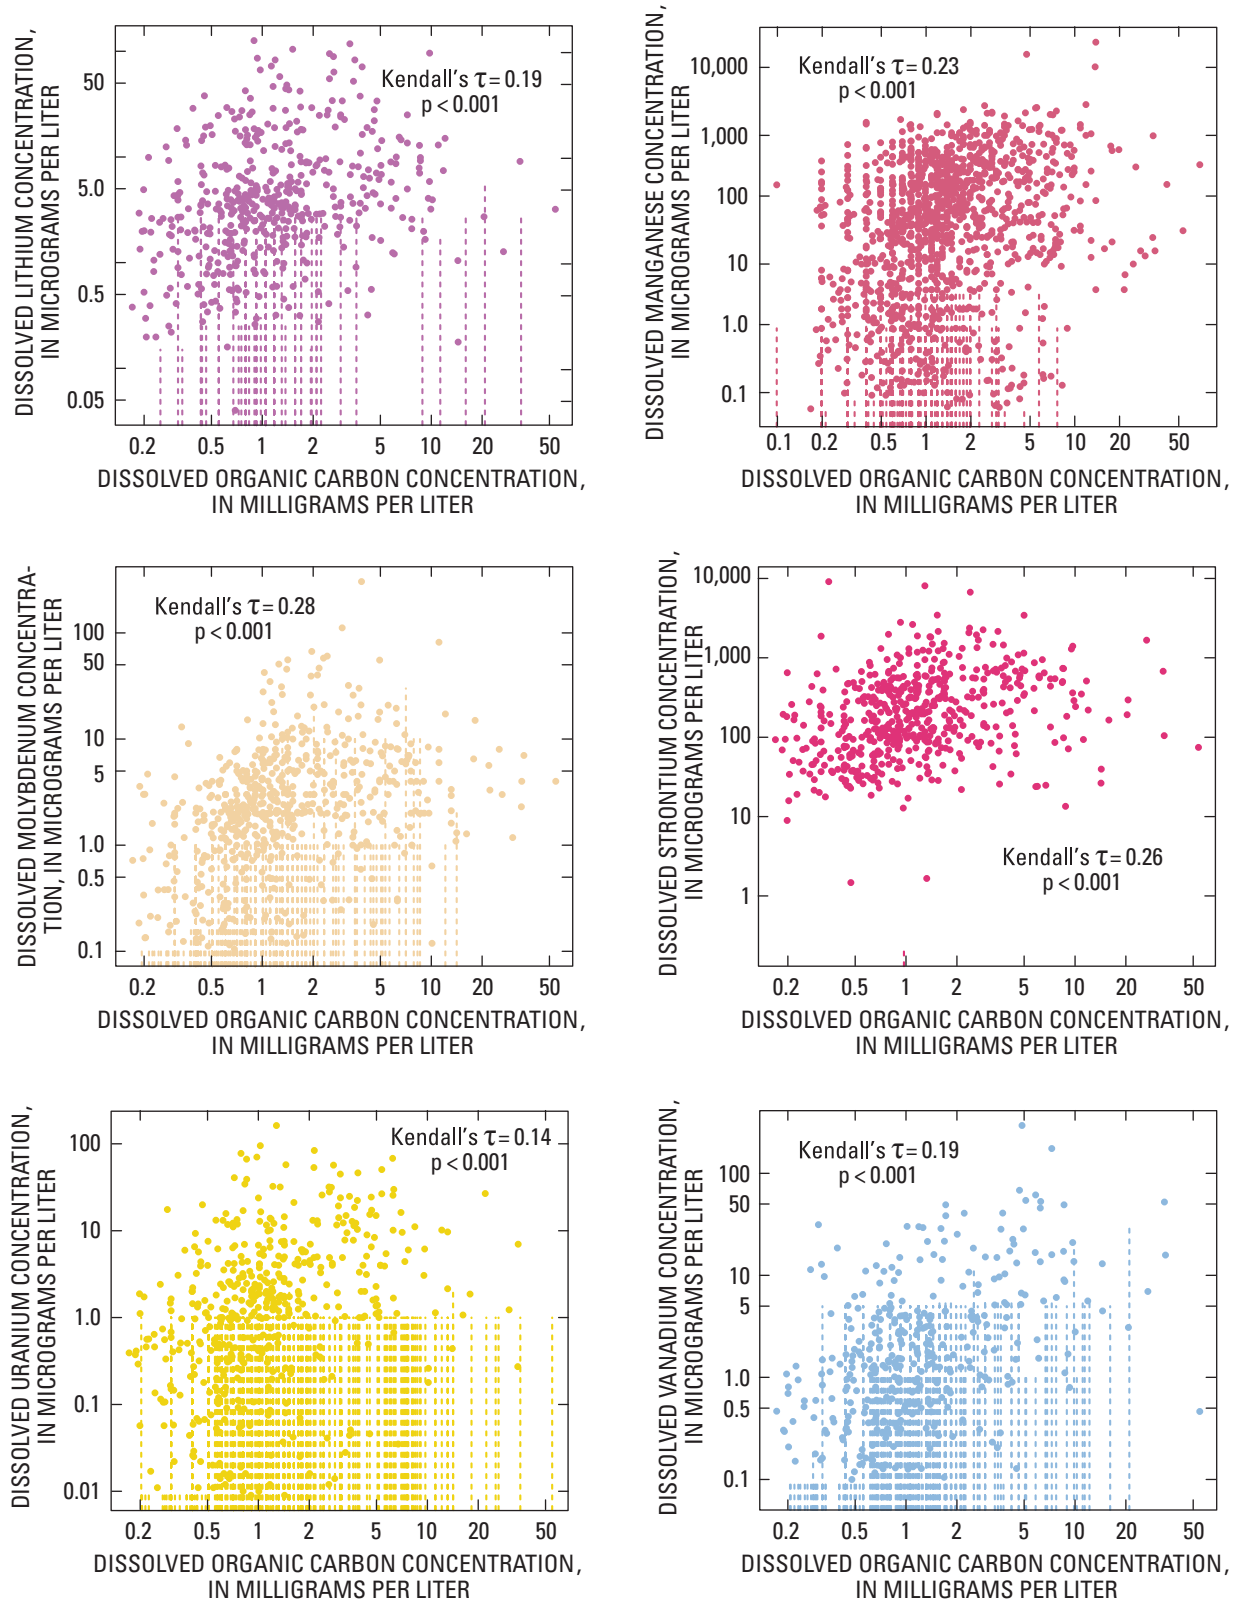 DISSOLVED LITHIUM CONCENTRATION,
IN MICROGRAMS PER LITER
50
5.0
0.5
0.05
Kendall's τ = 0.19
p < 0.001
0.2 0.5 1 2 5 10 20 50
DISSOLVED ORGANIC CARBON CONCENTRATION,
IN MILLIGRAMS PER LITER
DISSOLVED MANGANESE CONCENTRATION,
IN MICROGRAMS PER LITER
10,000
1,000
100
10
1.0
0.1
Kendall's τ = 0.23
p < 0.001
0.1 0.2 0.5 1 2 5 10 20 50
DISSOLVED ORGANIC CARBON CONCENTRATION,
IN MILLIGRAMS PER LITER
DISSOLVED MOLYBDENUM CONCENTRA-
TION, IN MICROGRAMS PER LITER
100
50
10
5
1.0
0.5
0.1
Kendall's τ = 0.28
p < 0.001
0.2 0.5 1 2 5 10 20 50
DISSOLVED ORGANIC CARBON CONCENTRATION,
IN MILLIGRAMS PER LITER
DISSOLVED STRONTIUM CONCENTRATION,
IN MICROGRAMS PER LITER
10,000
1,000
100
10
1
Kendall's τ = 0.26
p < 0.001
0.2 0.5 1 2 5 10 20 50
DISSOLVED ORGANIC CARBON CONCENTRATION,
IN MILLIGRAMS PER LITER
DISSOLVED URANIUM CONCENTRATION,
IN MICROGRAMS PER LITER
100
10
1.0
0.1
0.01
Kendall's τ = 0.14
p < 0.001
0.2 0.5 1 2 5 10 20 50
DISSOLVED ORGANIC CARBON CONCENTRATION,
IN MILLIGRAMS PER LITER
DISSOLVED VANADIUM CONCENTRATION,
IN MICROGRAMS PER LITER
100
50
10
5
1.0
0.5
0.1
Kendall's τ = 0.19
p < 0.001
0.2 0.5 1 2 5 10 20 50
DISSOLVED ORGANIC CARBON CONCENTRATION,
IN MILLIGRAMS PER LITER